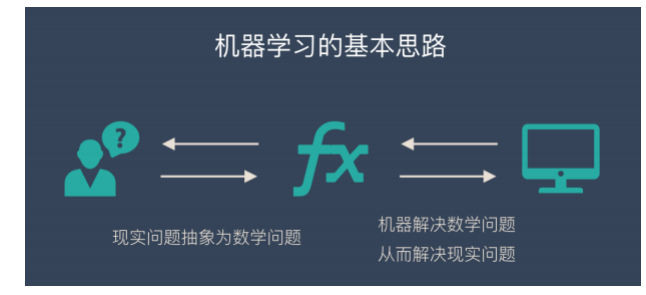 机器学习的基本思路
?
fx
现实问题抽象为数学问题
机器解决数学问题
从而解决现实问题